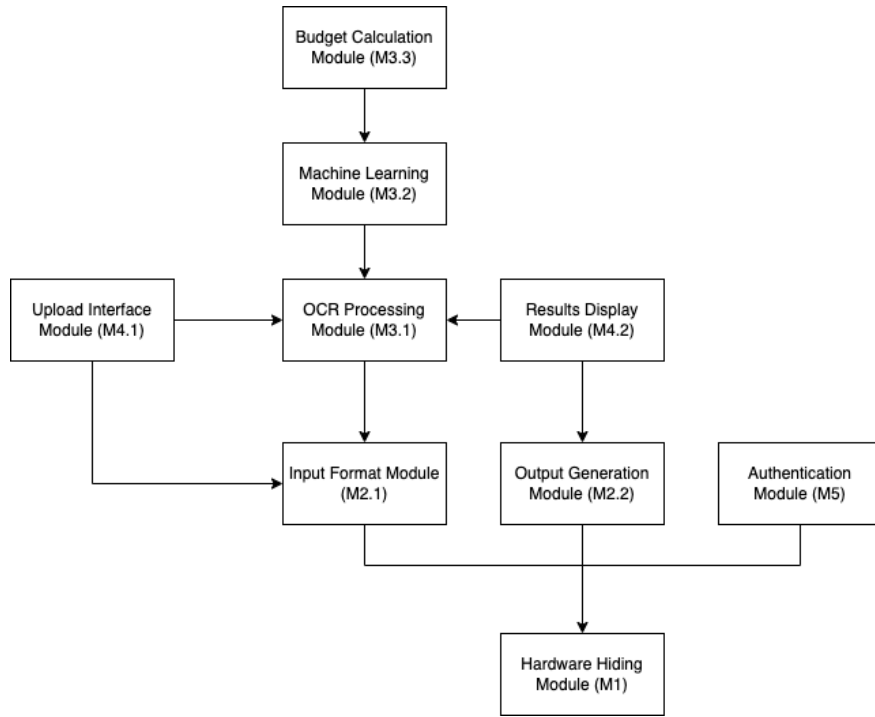 Budget Calculation
Module (M3.3)
Machine Learning
Module (M3.2)
Upload Interface
Module (M4.1)
OCR Processing
Module (M3.1)
Results Display
Module (M4.2)
Input Format Module
(M2.1)
Output Generation
Module (M2.2)
Authentication
Module (M5)
Hardware Hiding
Module (M1)